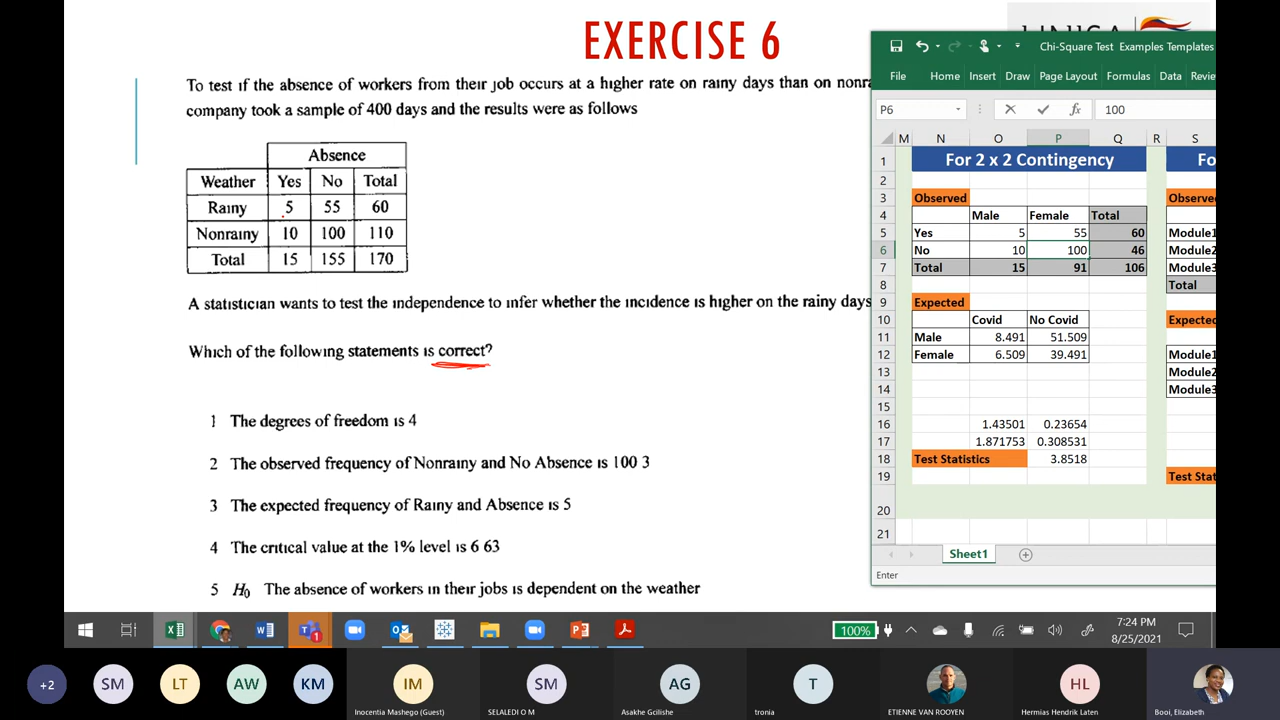 EXERCISE 6
To test if the absence of workers from their job occurs at a higher rate on rainy days than on nonra
company took a sample of 400 days and the results were as follows
Absence
Weather Yes No Total
Rainy 5 55 60
Nonrainy 10 100 110
Total 15 155 170
A statistician wants to test the independence to infer whether the incidence is higher on the rainy days
Which of the following statements is correct?
1 The degrees of freedom is 4
2 The observed frequency of Nonrainy and No Absence is 100 3
3 The expected frequency of Rainy and Absence is 5
4 The critical value at the 1% level is 6 63
5 H0 The absence of workers in their jobs is dependent on the weather
Chi-Square Test Examples Templates
File Home Insert Draw Page Layout Formulas Data Revie
P6 fx 100
M N O P Q R S
1 For 2 x 2 Contingency Fo
2
3 Observed Observed
4 Male Female Total
5 Yes 5 55 60 Module1
6 No 10 100 46 Module2
7 Total 15 91 106 Module3
8 Total
9 Expected
10 Covid No Covid Expected
11 Male 8.491 51.509
12 Female 6.509 39.491 Module1
13 Module2
14 Module3
15
16 1.43501 0.23654
17 1.871753 0.308531
18 Test Statistics 3.8518
19 Test Stat
20
21
Sheet1
Enter
1
100%
7:24 PM
8/25/2021
+2 SM LT AW KM IM SM AG T HL
Inocentia Mashego (Guest) SELALEDI O M Asakhe Gcilishe tronia ETIENNE VAN ROOYEN Hermias Hendrik Laten Booi, Elizabeth